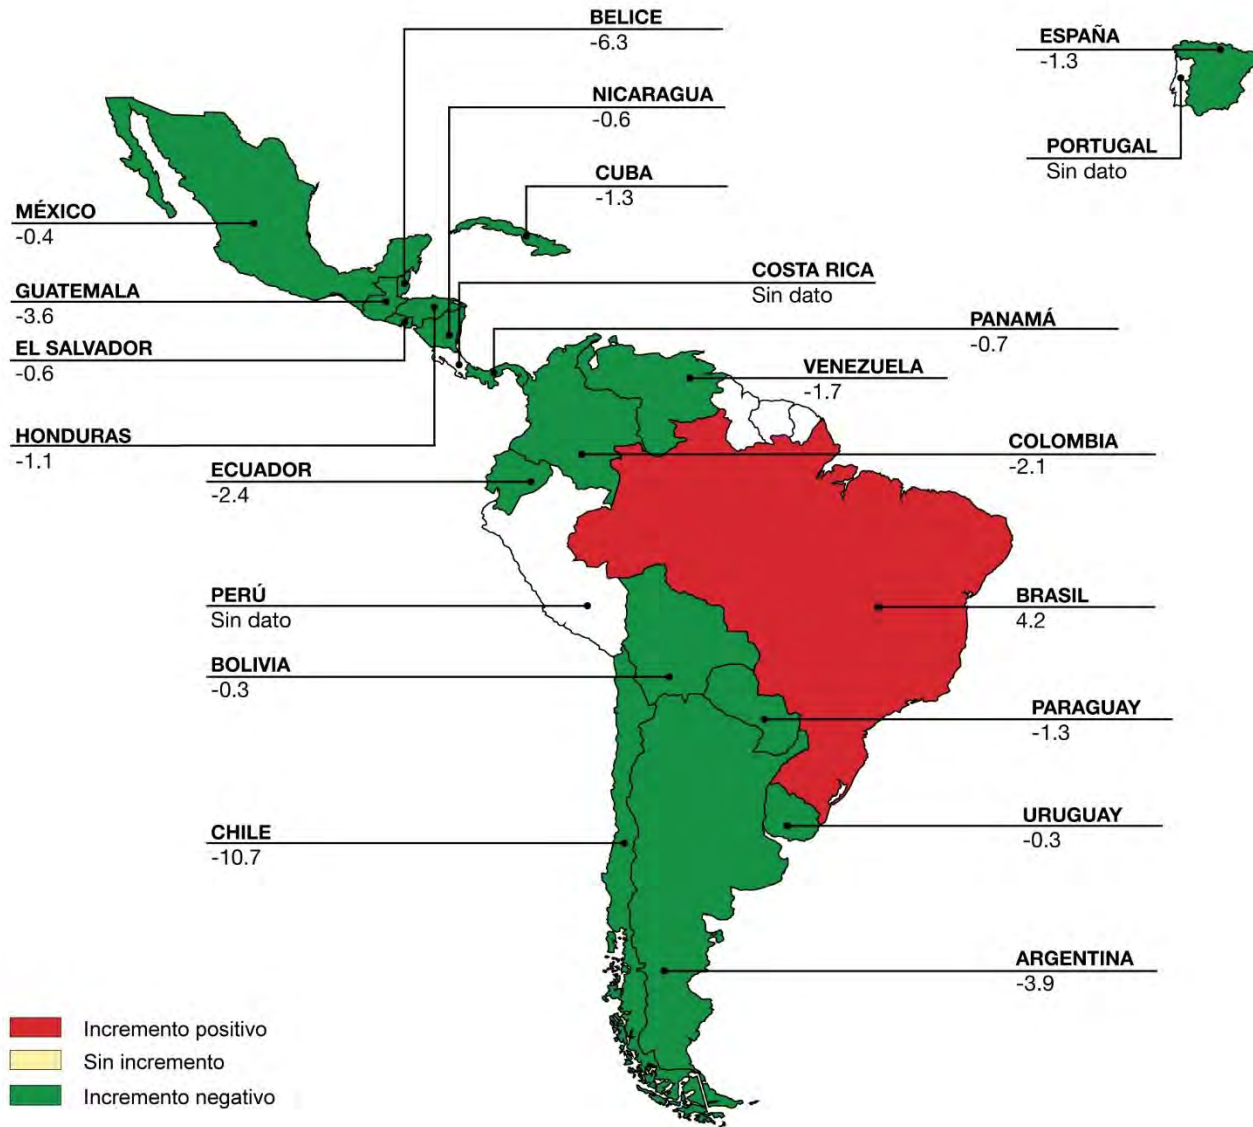 BELICE
-6.3
ESPAÑA
-1.3
NICARAGUA
-0.6
PORTUGAL
Sin dato
CUBA
-1.3
MÉXICO
-0.4
COSTA RICA
Sin dato
GUATEMALA
-3.6
PANAMÁ
-0.7
EL SALVADOR
-0.6
VENEZUELA
-1.7
HONDURAS
-1.1
COLOMBIA
-2.1
ECUADOR
-2.4
PERÚ
Sin dato
BRASIL
4.2
BOLIVIA
-0.3
PARAGUAY
-1.3
CHILE
-10.7
URUGUAY
-0.3
ARGENTINA
-3.9
Incremento positivo
Sin incremento
Incremento negativo